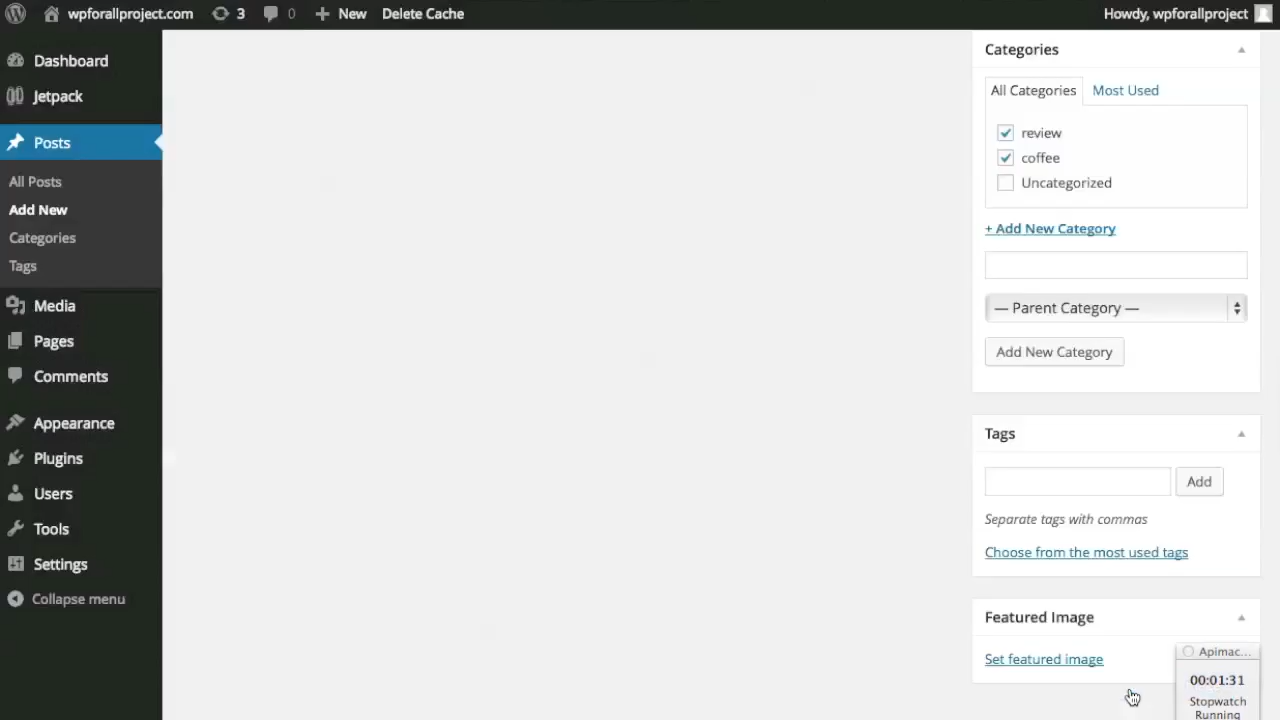 wpforallproject.com 3 0 New Delete Cache Howdy, wpforallproject
Dashboard
Jetpack
Posts
All Posts
Add New
Categories
Tags
Media
Pages
Comments
Appearance
Plugins
Users
Tools
Settings
Collapse menu
Categories
All Categories Most Used
review
coffee
Uncategorized
+ Add New Category
— Parent Category —
Add New Category
Tags
Add
Separate tags with commas
Choose from the most used tags
Featured Image
Set featured image
Apimac...
00:01:31
Stopwatch
Running